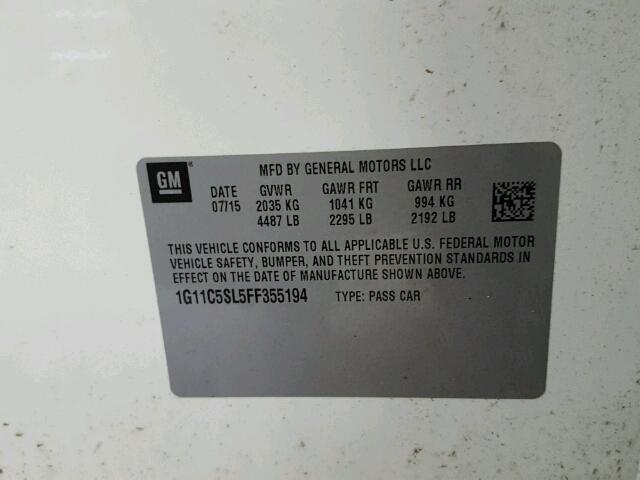 GM®
MFD BY GENERAL MOTORS LLC
DATE GVWR GAWR FRT GAWR RR
07/15 2035 KG 1041 KG 994 KG
4487 LB 2295 LB 2192 LB
THIS VEHICLE CONFORMS TO ALL APPLICABLE U.S. FEDERAL MOTOR
VEHICLE SAFETY, BUMPER, AND THEFT PREVENTION STANDARDS IN
EFFECT ON THE DATE OF MANUFACTURE SHOWN ABOVE.
1G11C5SL5FF355194 TYPE: PASS CAR